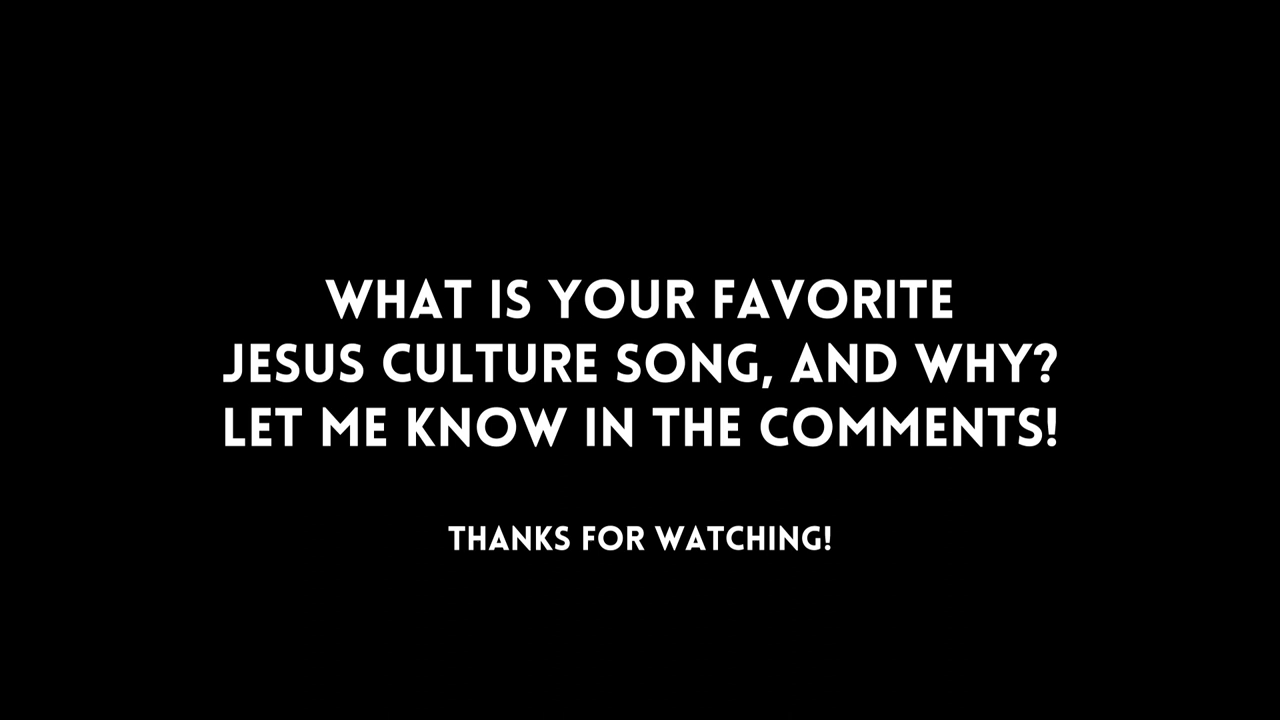 WHAT IS YOUR FAVORITE
JESUS CULTURE SONG, AND WHY?
LET ME KNOW IN THE COMMENTS!
THANKS FOR WATCHING!